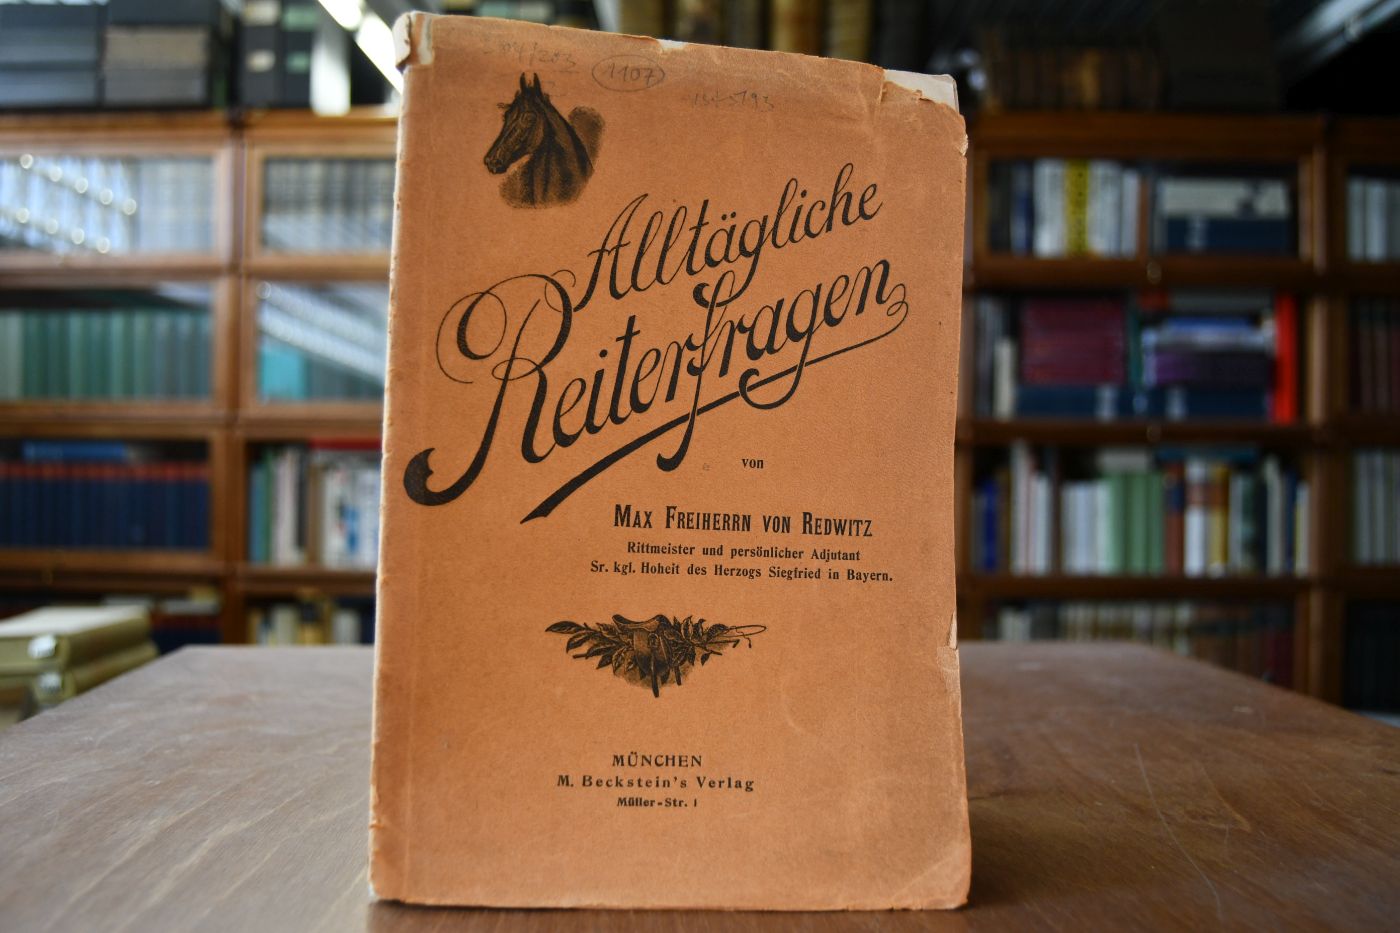 1107
Alltägliche
Reiterfragen
von
MAX FREIHERRN VON REDWITZ
Rittmeister und persönlicher Adjutant
Sr. kgl. Hoheit des Herzogs Siegfried in Bayern.
MÜNCHEN
M. Beckstein's Verlag
Müller-Str. 1